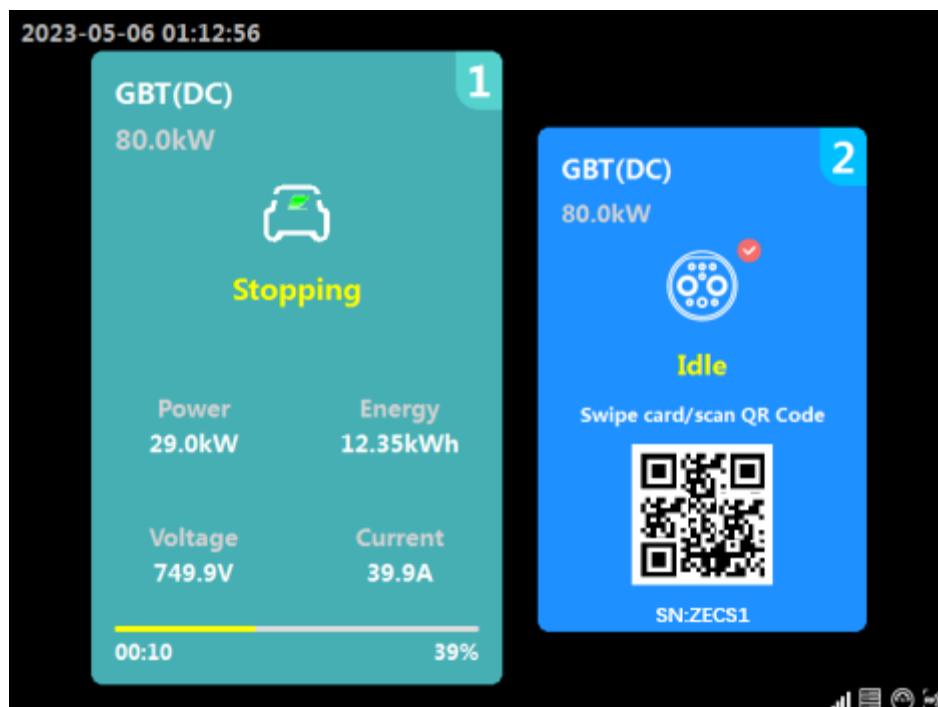 2023-05-06 01:12:56
1
GBT(DC)
80.0kW
Stopping
Power Energy
29.0kW 12.35kWh
Voltage Current
749.9V 39.9A
00:10 39%
2
GBT(DC)
80.0kW
Idle
Swipe card/scan QR Code
SN:ZECS1